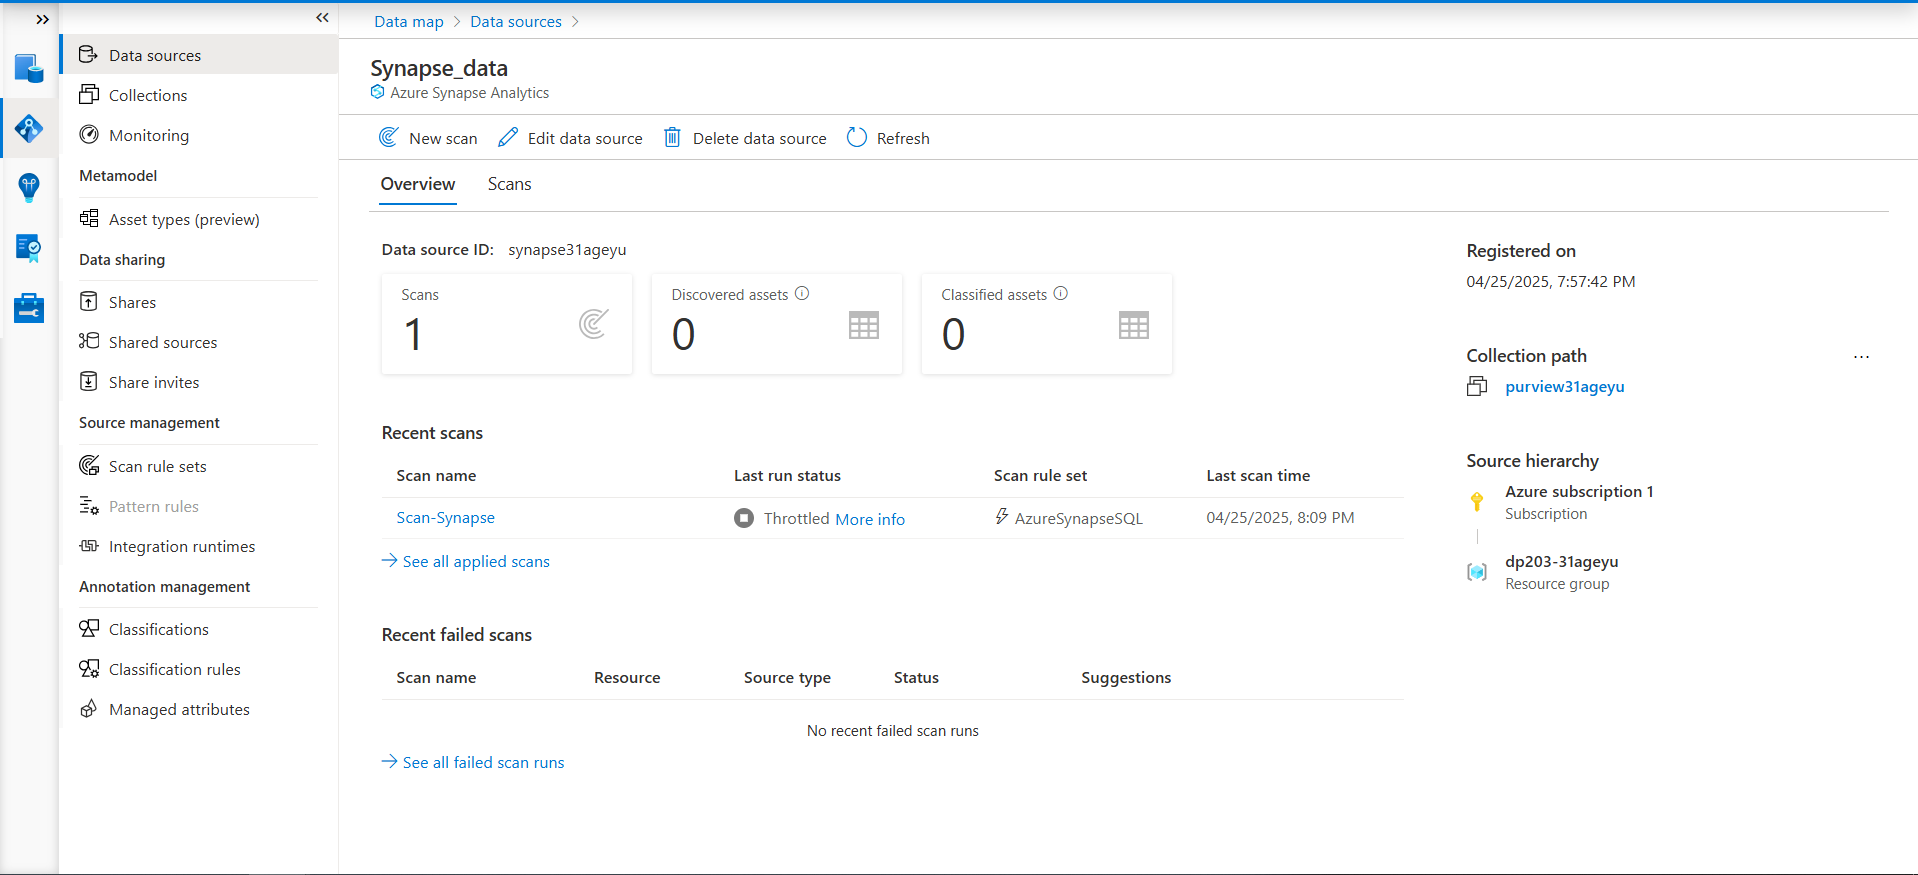 Data map > Data sources >
Data sources
Collections
Monitoring
Metamodel
Asset types (preview)
Data sharing
Shares
Shared sources
Share invites
Source management
Scan rule sets
Pattern rules
Integration runtimes
Annotation management
Classifications
Classification rules
Managed attributes
Synapse_data
Azure Synapse Analytics
New scan Edit data source Delete data source Refresh
Overview Scans
Data source ID: synapse31ageyu
Scans
1
Discovered assets
0
Classified assets
0
Recent scans
Scan name Last run status Scan rule set Last scan time
Scan-Synapse Throttled More info AzureSynapseSQL 04/25/2025, 8:09 PM
See all applied scans
Recent failed scans
Scan name Resource Source type Status Suggestions
No recent failed scan runs
See all failed scan runs
Registered on
04/25/2025, 7:57:42 PM
Collection path ...
purview31ageyu
Source hierarchy
Azure subscription 1
Subscription
dp203-31ageyu
Resource group